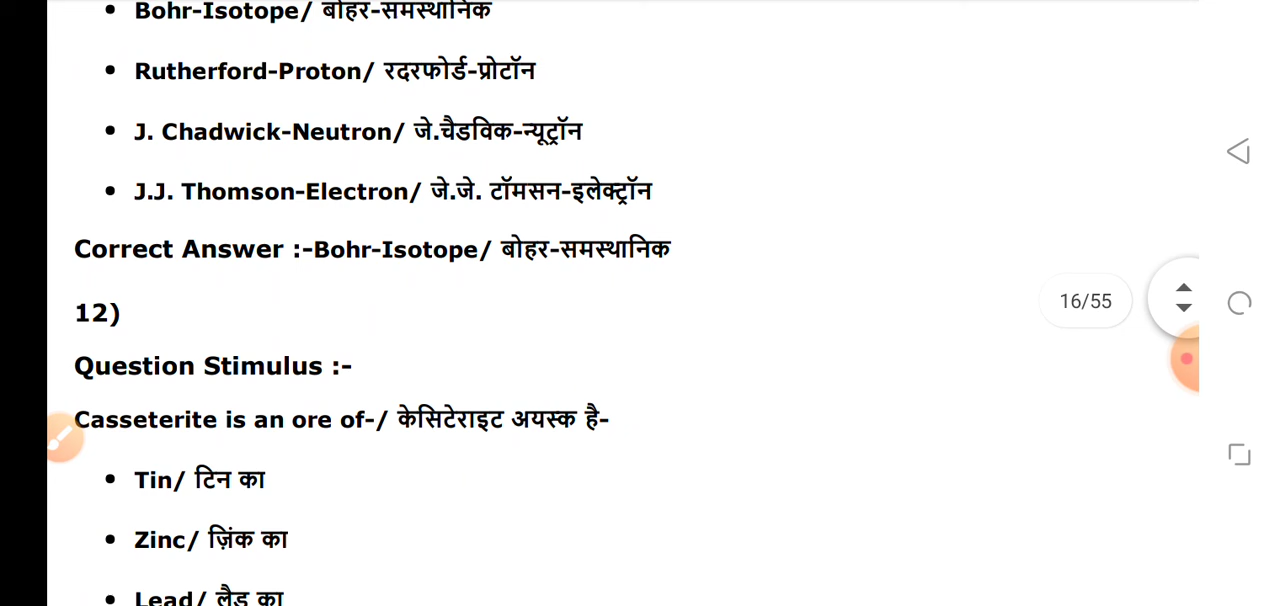 • Bohr-Isotope/ बोहर-समस्थानिक
• Rutherford-Proton/ रदरफोर्ड-प्रोटॉन
• J. Chadwick-Neutron/ जे.चैडविक-न्यूट्रॉन
• J.J. Thomson-Electron/ जे.जे. टॉमसन-इलेक्ट्रॉन
Correct Answer :-Bohr-Isotope/ बोहर-समस्थानिक
12)
16/55
Question Stimulus :-
Casseterite is an ore of-/ केसिटेराइट अयस्क है-
• Tin/ टिन का
• Zinc/ ज़िंक का
• Lead/ लैड का